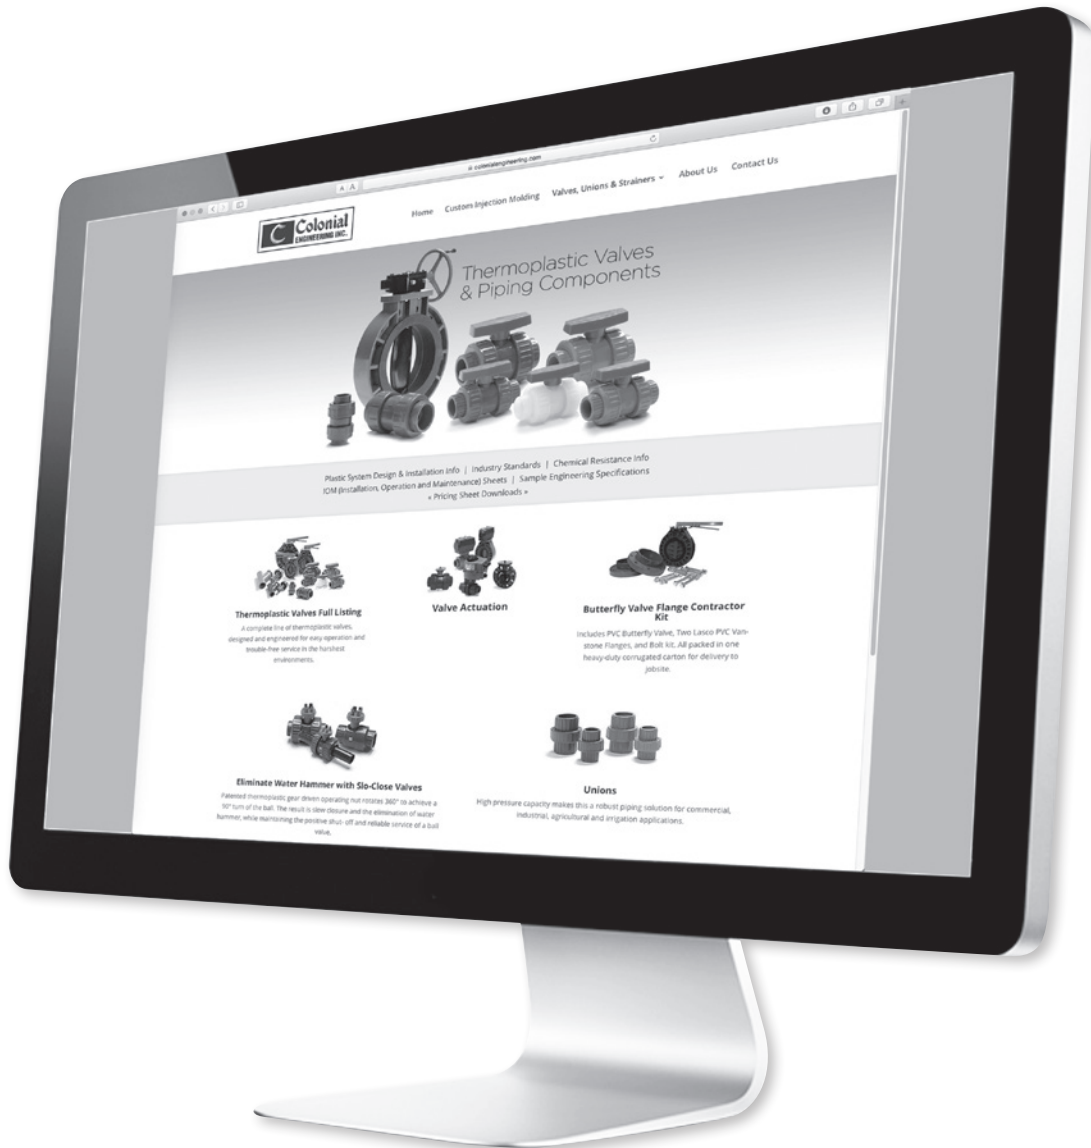 colonialengineering.com
C Colonial
ENGINEERING INC.
Home Custom Injection Molding Valves, Unions & Strainers About Us Contact Us
Thermoplastic Valves
& Piping Components
Plastic System Design & Installation Info | Industry Standards | Chemical Resistance Info
IOM (Installation, Operation and Maintenance) Sheets | Sample Engineering Specifications
« Pricing Sheet Downloads »
Thermoplastic Valves Full Listing
A complete line of thermoplastic valves,
designed and engineered for easy operation and
trouble-free service in the harshest
environments.
Valve Actuation
Butterfly Valve Flange Contractor
Kit
Includes PVC Butterfly Valve, Two Lasco PVC Van-
stone Flanges, and Bolt kit. All packed in one
heavy-duty corrugated carton for delivery to
jobsite.
Eliminate Water Hammer with Slo-Close Valves
Patented thermoplastic gear driven operating nut rotates 360° to achieve a
90° turn of the ball. The result is slow closure and the elimination of water
hammer, while maintaining the positive shut- off and reliable service of a ball
valve.
Unions
High pressure capacity makes this a robust piping solution for commercial,
industrial, agricultural and irrigation applications.